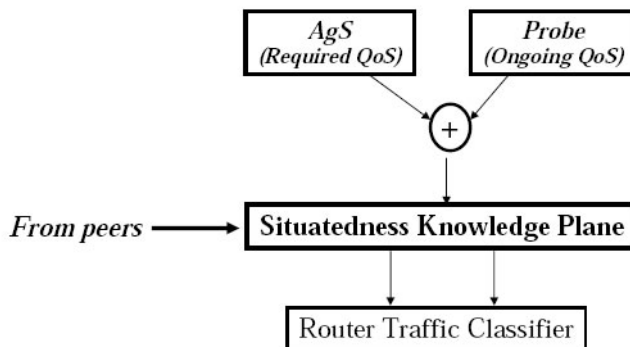 AgS
(Required QoS)
Probe
(Ongoing QoS)
+
From peers
Situatedness Knowledge Plane
Router Traffic Classifier